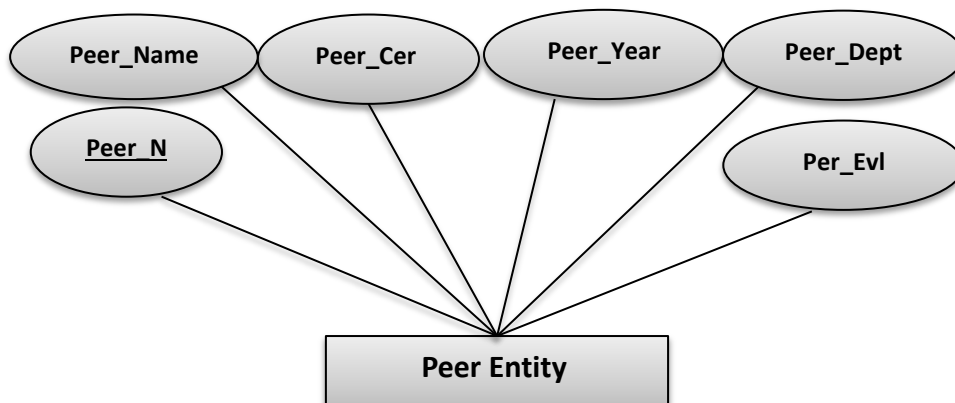 Peer_Name
Peer_Cer
Peer_Year
Peer_Dept
Peer_N
Per_Evl
Peer Entity